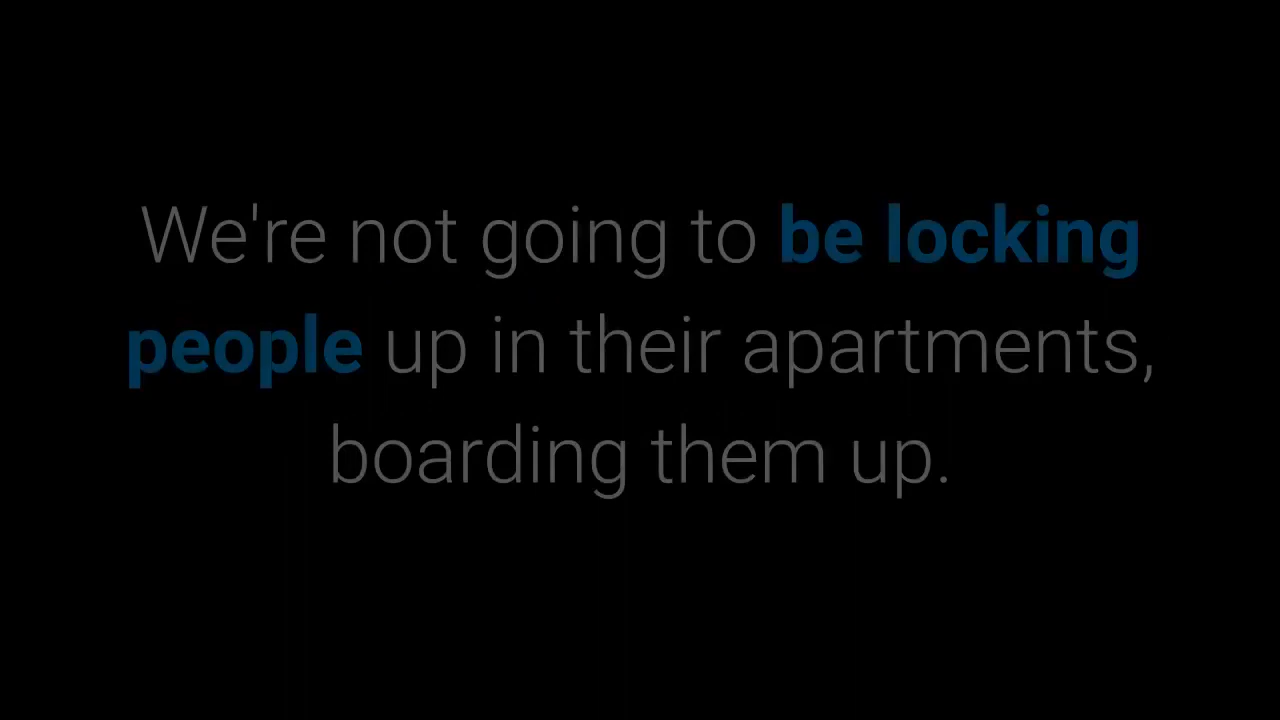 We're not going to be locking
people up in their apartments,
boarding them up.